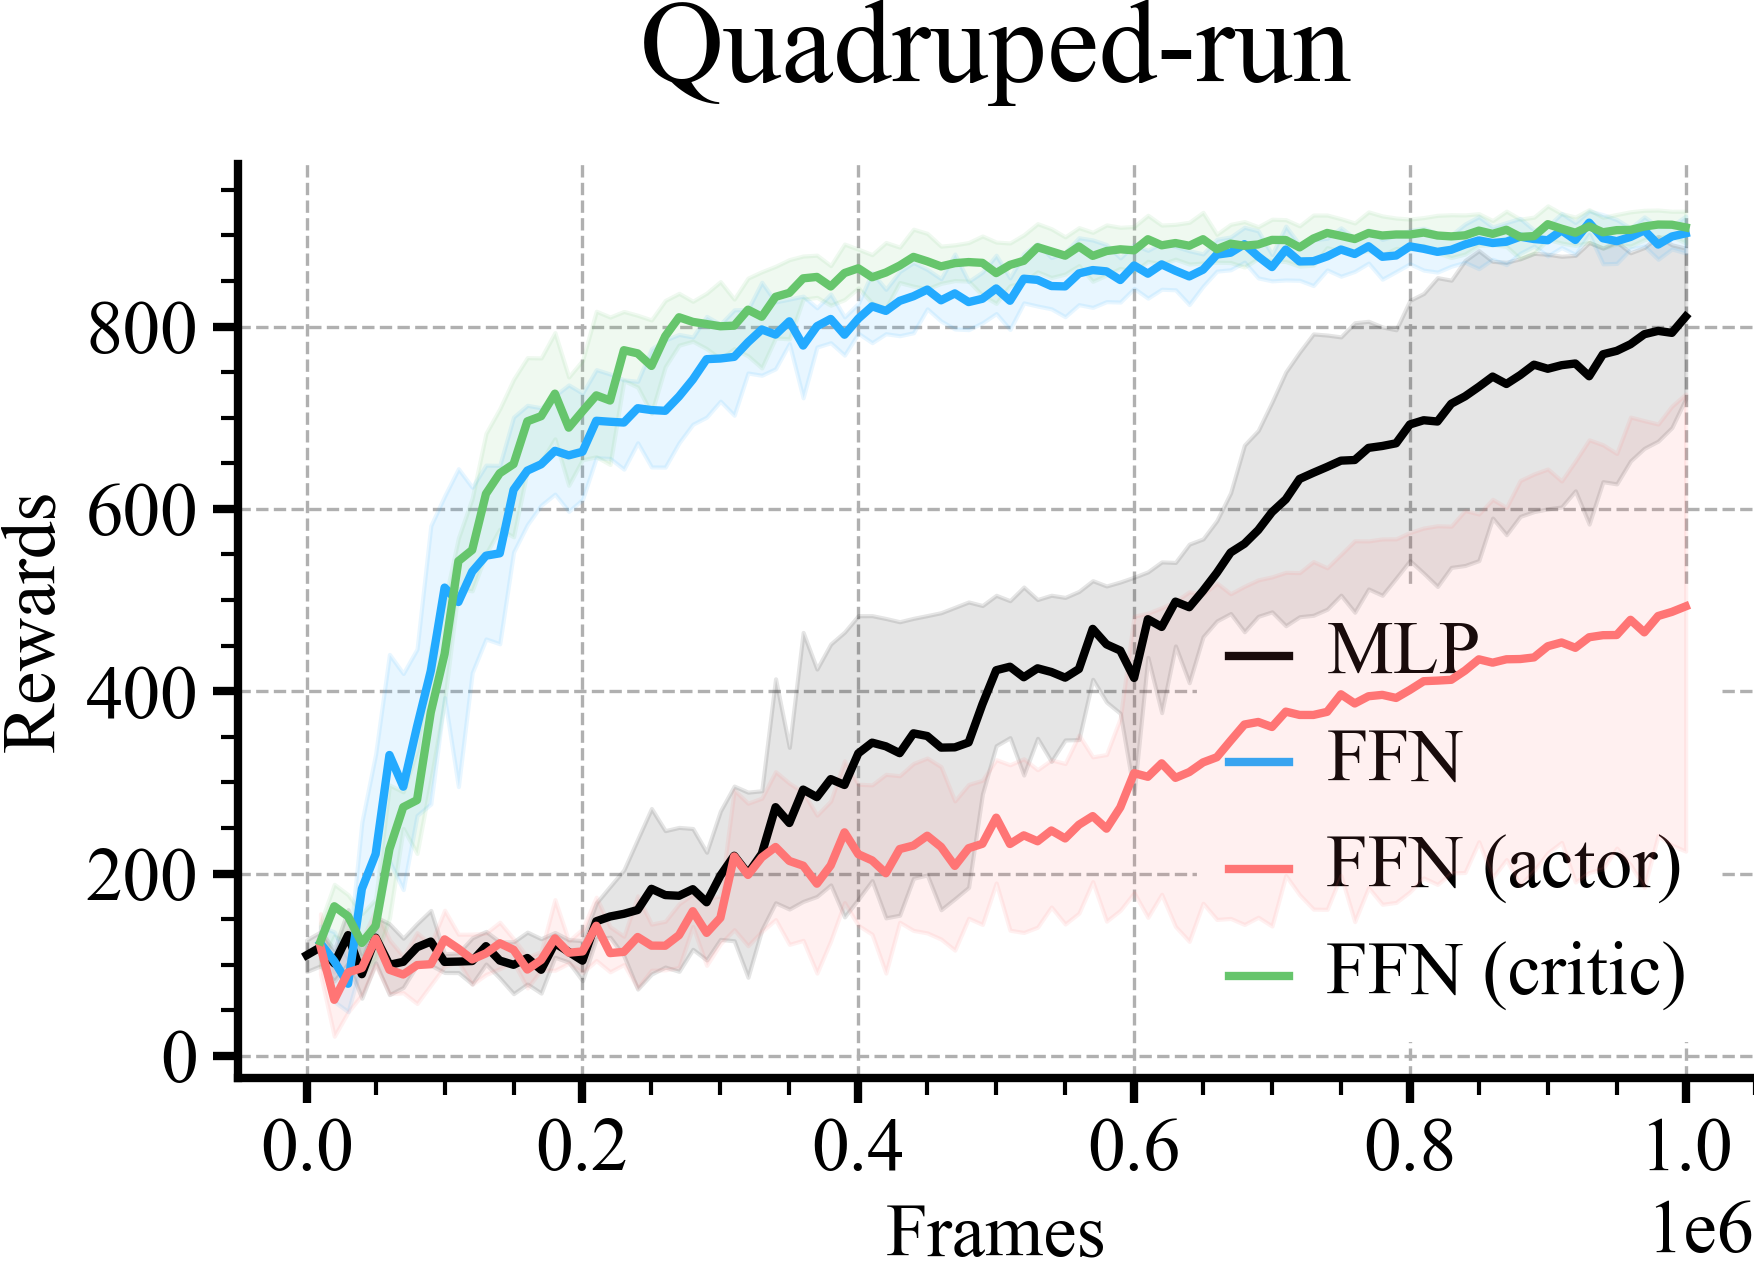 Quadruped-run
Rewards
800
600
400
200
0
MLP
FFN
FFN (actor)
FFN (critic)
0.0 0.2 0.4 0.6 0.8 1.0
Frames
1e6